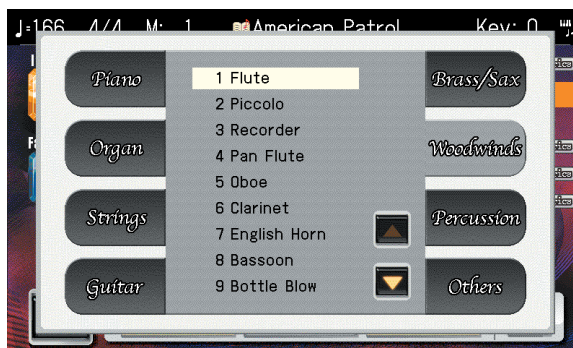 ♩=166 4/4 M: 1 American Patrol Key: 0
Piano
Organ
Strings
Guitar
1 Flute
2 Piccolo
3 Recorder
4 Pan Flute
5 Oboe
6 Clarinet
7 English Horn
8 Bassoon
9 Bottle Blow
Brass/Sax
Woodwinds
Percussion
Others